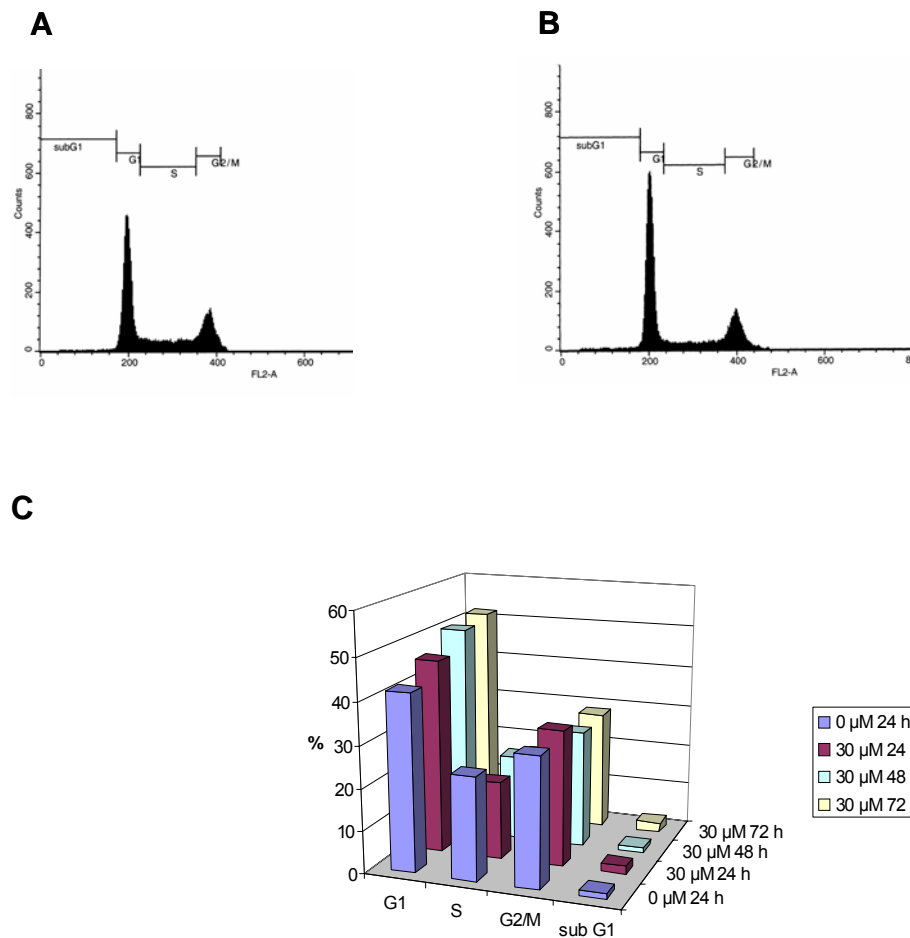 A
B
800
600
400
200
0
Counts
subG1
G1
S
G2/M
0
200
400
600
FL2-A
800
600
400
200
0
Counts
subG1
G1
S
G2/M
0
200
400
600
FL2-A
C
60
50
40
30
20
10
0
%
G1
S
G2/M
sub G1
30 µM 72 h
30 µM 48 h
30 µM 24 h
0 µM 24 h
0 µM 24 h
30 µM 24
30 µM 48
30 µM 72